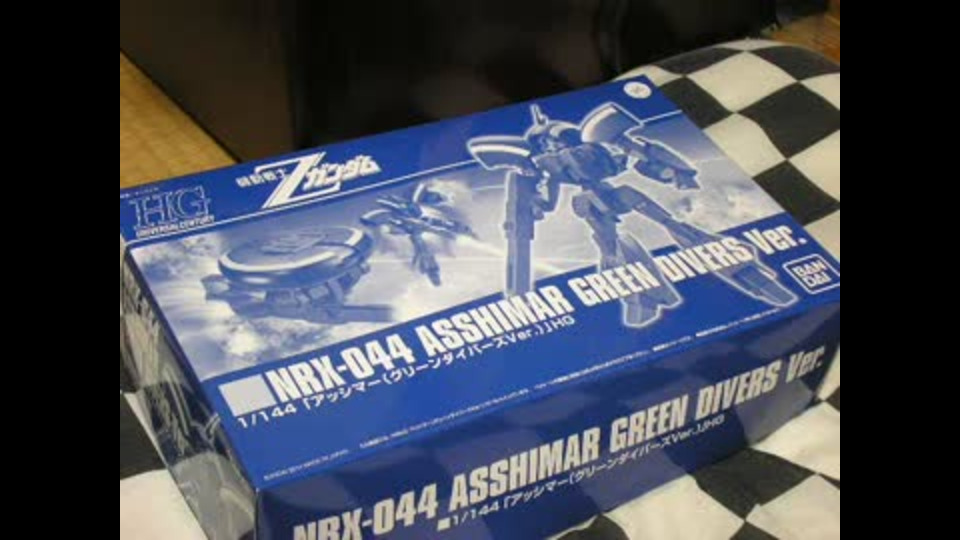 機動戦士
Zガンダム
HG
UNIVERSAL CENTURY
NRX-044 ASSHIMAR GREEN DIVERS Ver.
1/144「アッシマー(グリーンダイバーズVer.)」HG
BAN
DAI
NRX-044 ASSHIMAR GREEN DIVERS Ver.
■1/144「アッシマー(グリーンダイバーズVer.)」HG